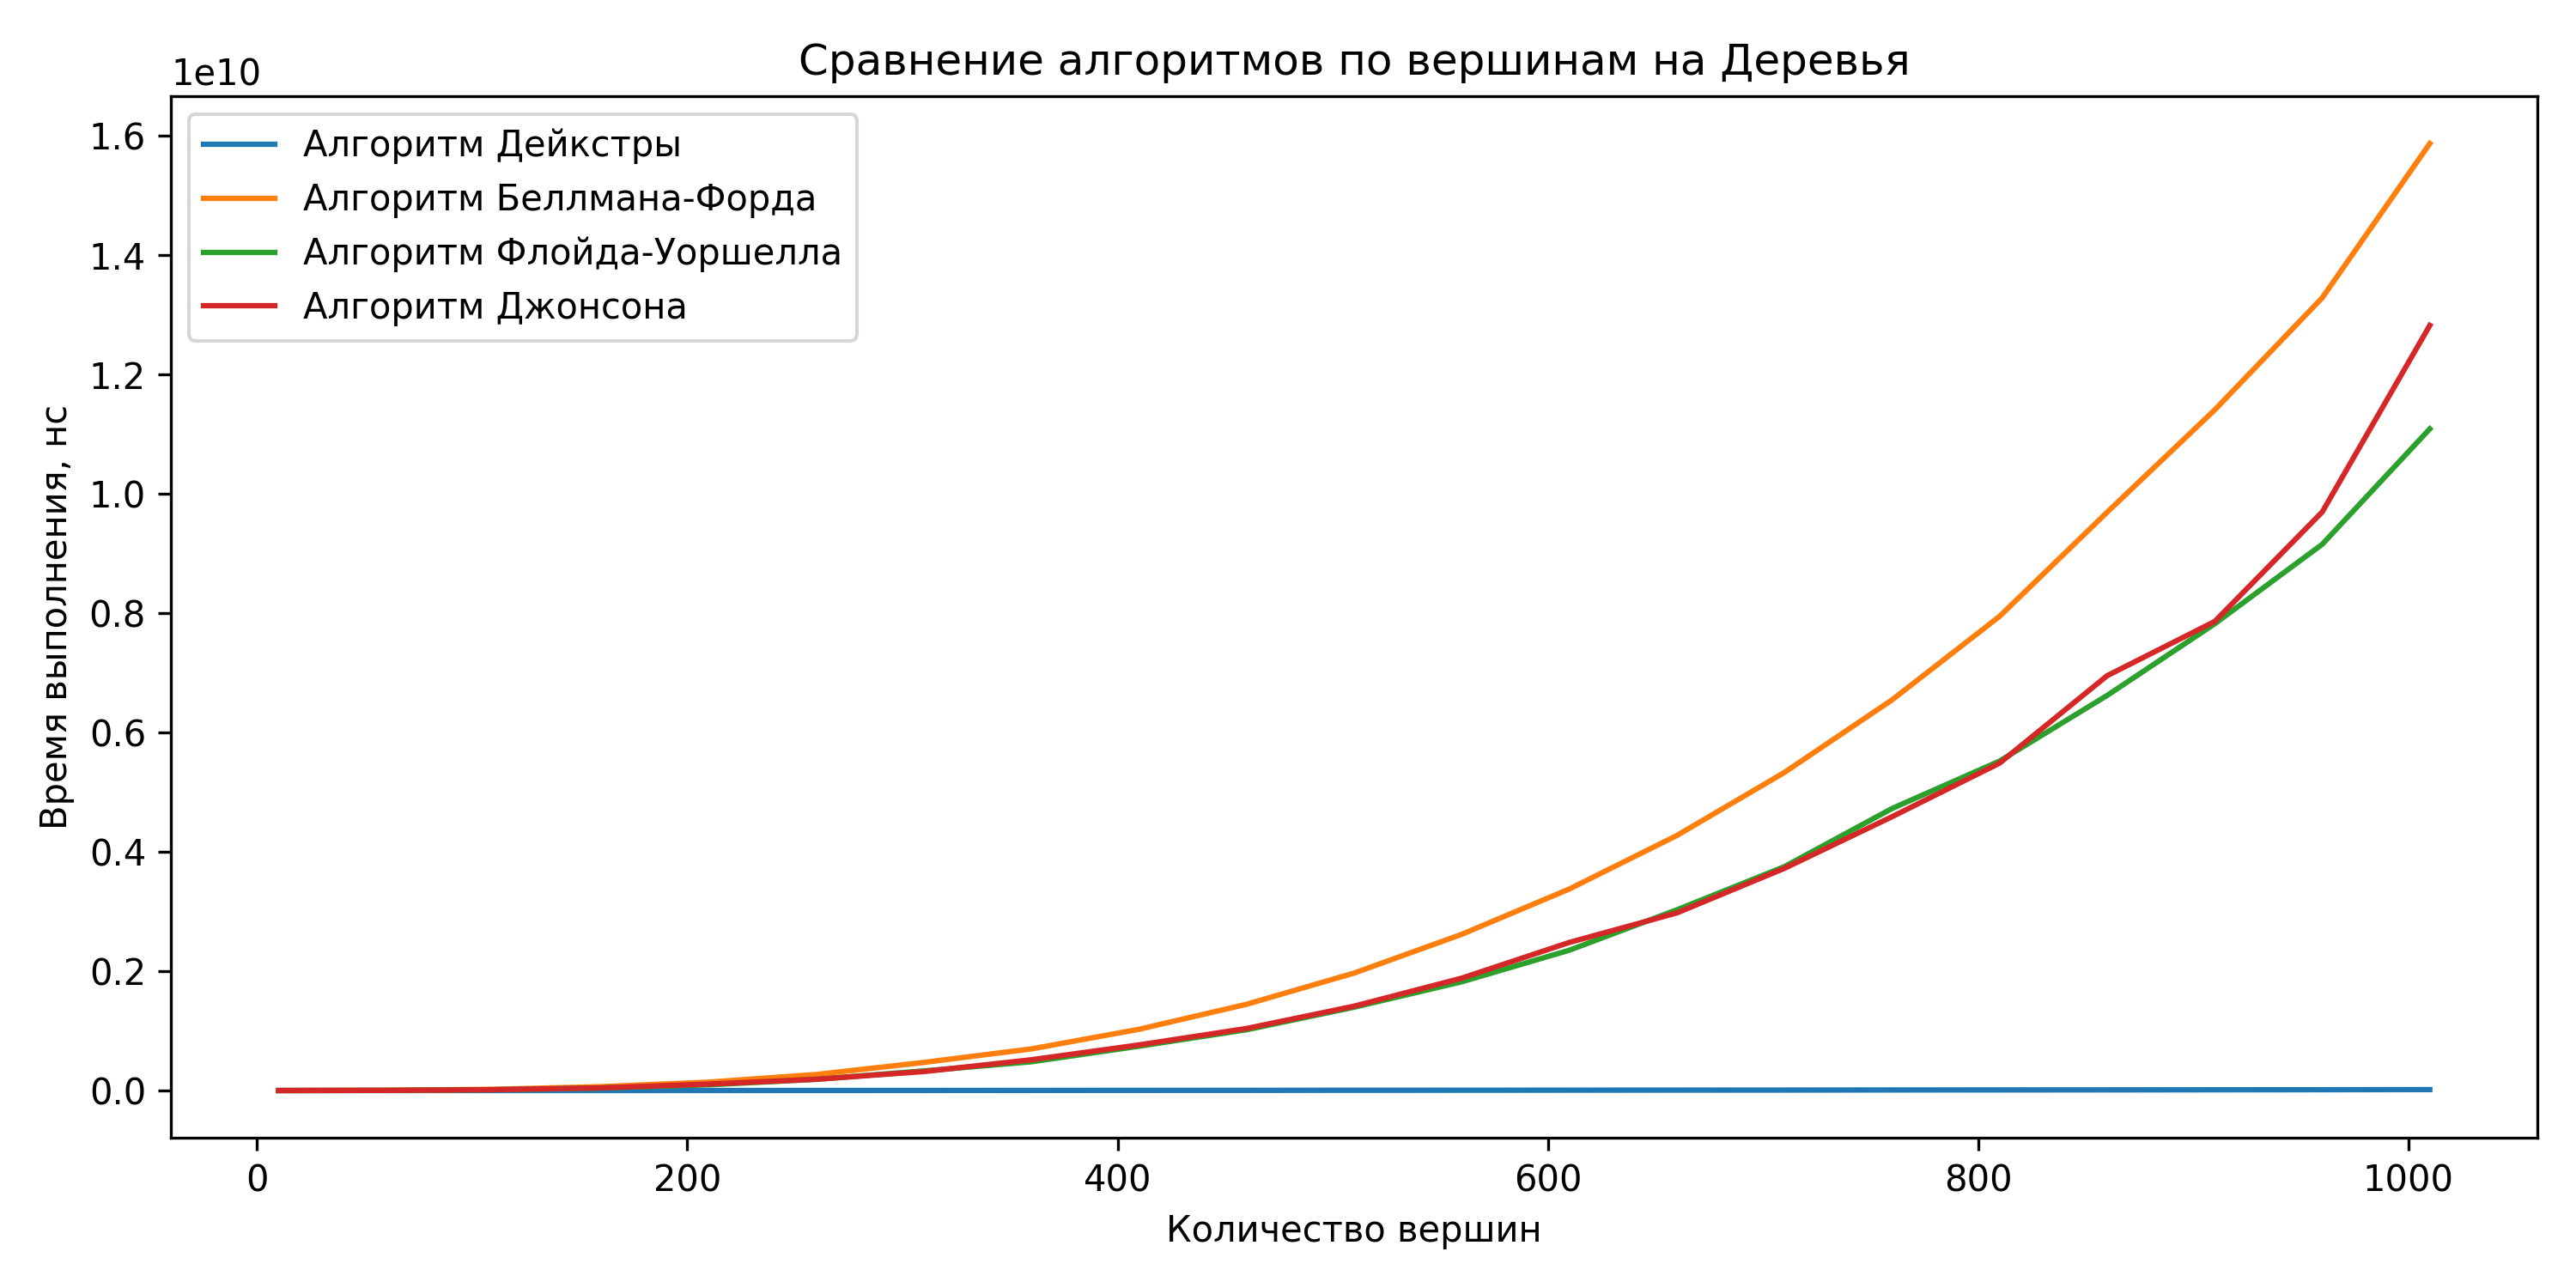 Сравнение алгоритмов по вершинам на Деревья
1e10
Алгоритм Дейкстры
Алгоритм Беллмана-Форда
Алгоритм Флойда-Уоршелла
Алгоритм Джонсона
1.6
1.4
1.2
1.0
0.8
0.6
0.4
0.2
0.0
Время выполнения, нс
0 200 400 600 800 1000
Количество вершин